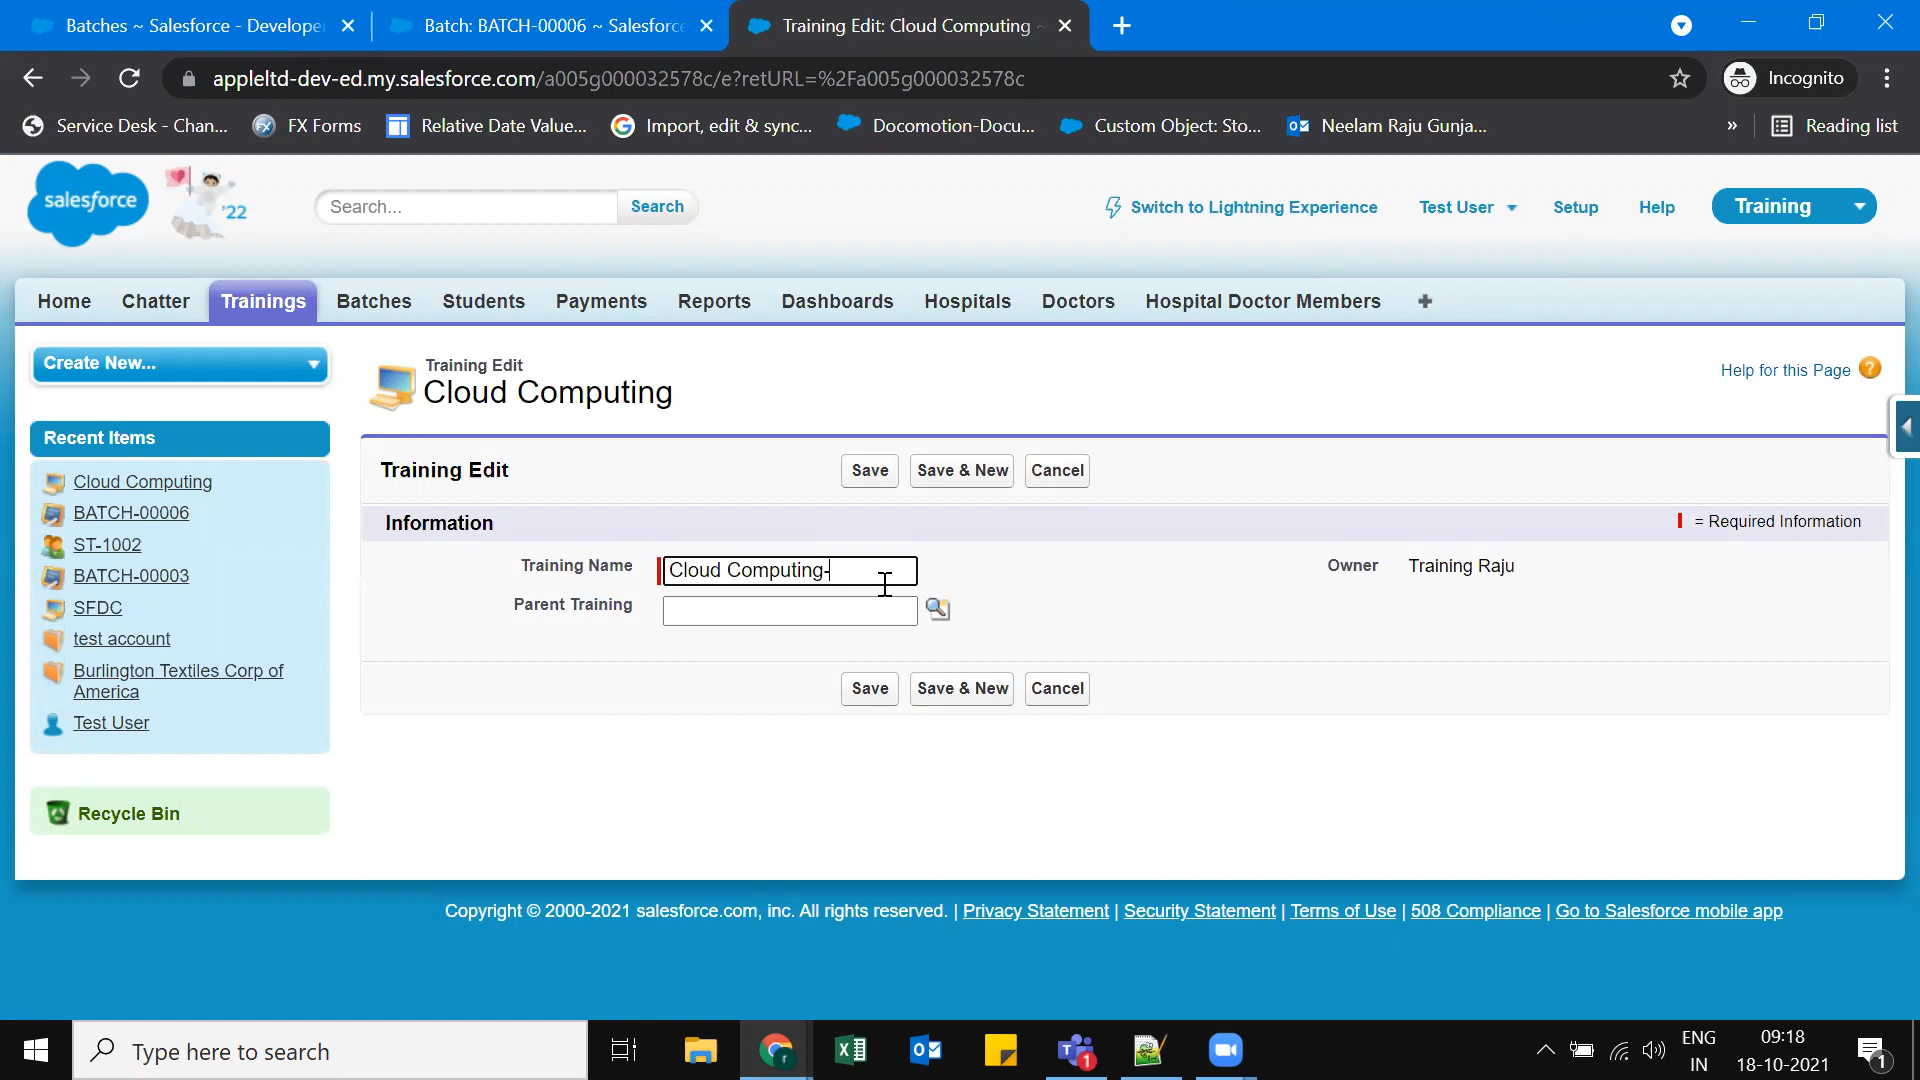 Batches ~ Salesforce - Develope
Batch: BATCH-00006 ~ Salesforce
Training Edit: Cloud Computing ~
appleltd-dev-ed.my.salesforce.com/a005g000032578c/e?retURL=%2Fa005g000032578c
Incognito
Service Desk - Chan...
FX Forms
Relative Date Value...
Import, edit & sync...
Docomotion-Docu...
Custom Object: Sto...
Neelam Raju Gunja...
»
Reading list
salesforce
'22
Search...
Search
Switch to Lightning Experience
Test User
Setup
Help
Training
Home
Chatter
Trainings
Batches
Students
Payments
Reports
Dashboards
Hospitals
Doctors
Hospital Doctor Members
+
Create New...
Training Edit
Cloud Computing
Help for this Page ?
Recent Items
Cloud Computing
BATCH-00006
ST-1002
BATCH-00003
SFDC
test account
Burlington Textiles Corp of
America
Test User
Recycle Bin
Training Edit
Save
Save & New
Cancel
Information
= Required Information
Training Name
Cloud Computing-
Owner
Training Raju
Parent Training
Save
Save & New
Cancel
Copyright © 2000-2021 salesforce.com, inc. All rights reserved. | Privacy Statement | Security Statement | Terms of Use | 508 Compliance | Go to Salesforce mobile app
Type here to search
1
ENG
IN
09:18
18-10-2021
1